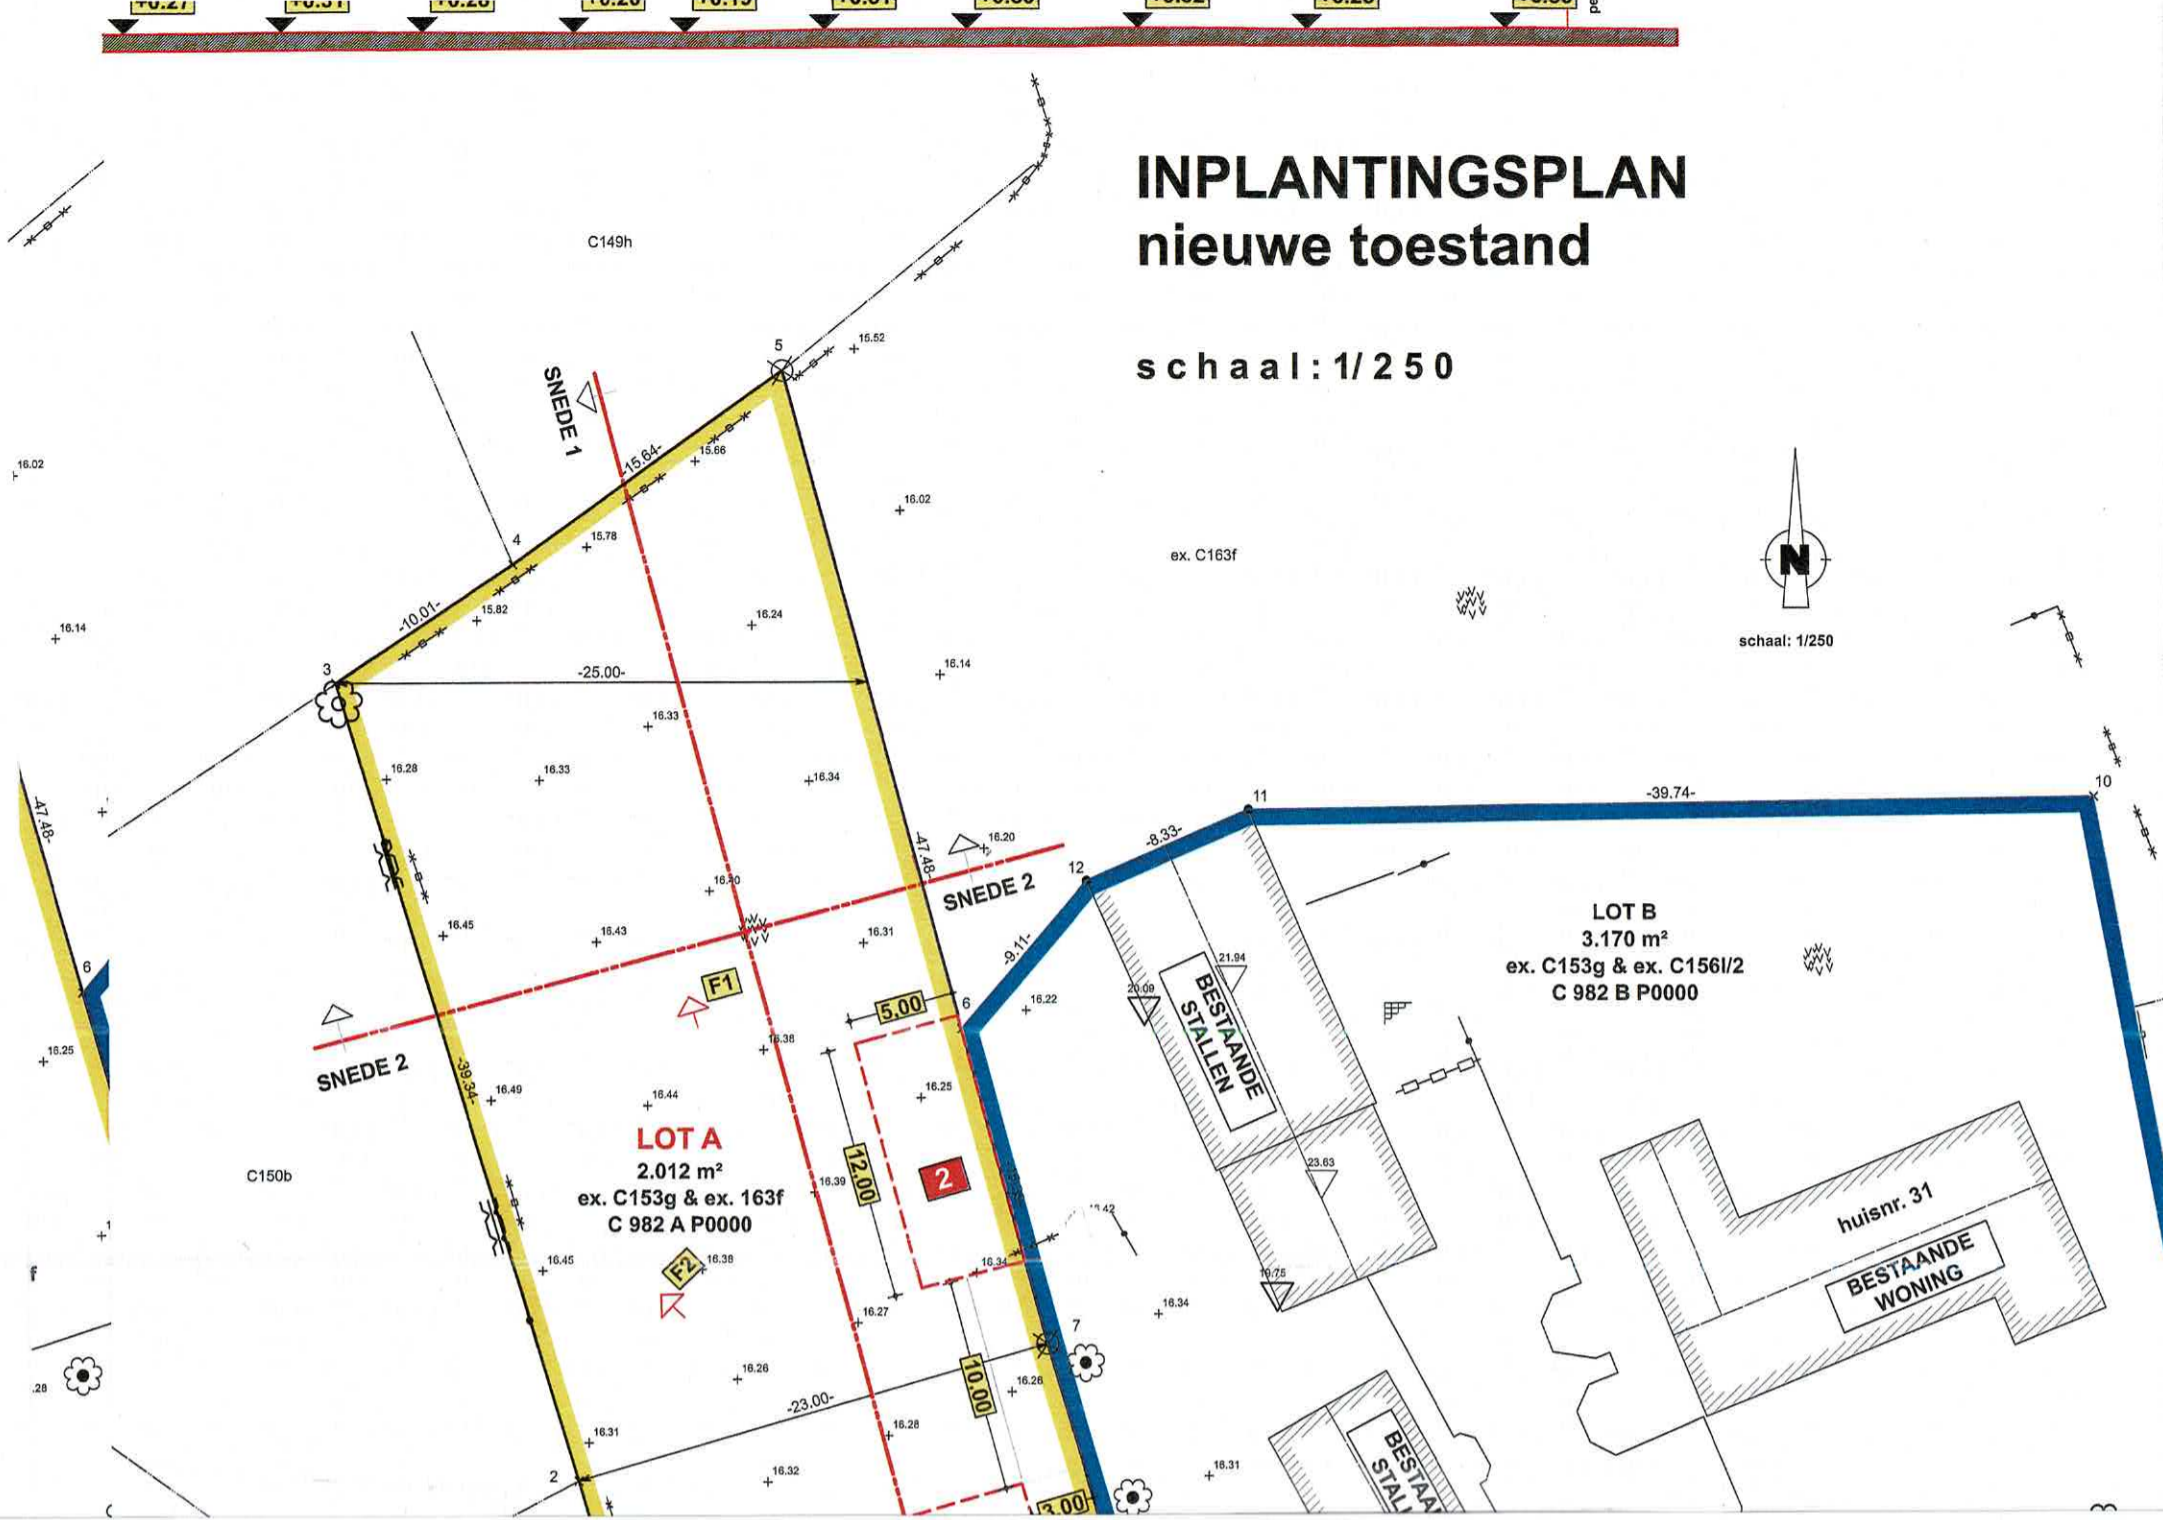 +0.27
INPLANTINGSPLAN
nieuwe toestand
schaal: 1/250
C149h
5
15.52
SNEDE 1
-15.64-
15.66
16.02
16.02
4
15.78
ex. C163f
N
schaal: 1/250
-10.01-
15.82
16.24
16.14
3
-25.00-
16.14
16.33
16.28
16.33
16.34
-47.48-
-47.48-
16.20
SNEDE 2
12
-8.33-
11
-39.74-
10
16.40
16.45
16.43
16.31
-9.11-
LOT B
3.170 m²
ex. C153g & ex. C156l/2
C 982 B P0000
6
F1
5.00
6
16.22
21.94
20.09
BESTAANDE
STALLEN
16.25
SNEDE 2
-39.34-
16.38
16.49
16.44
16.25
LOT A
2.012 m²
ex. C153g & ex. 163f
C 982 A P0000
C150b
12.00
16.39
2
23.63
huisnr. 31
F2
16.38
16.45
16.34
BESTAANDE
WONING
19.75
16.27
16.34
7
.28
16.26
-23.00-
10.00
16.26
16.28
16.31
2
16.32
16.31
3.00